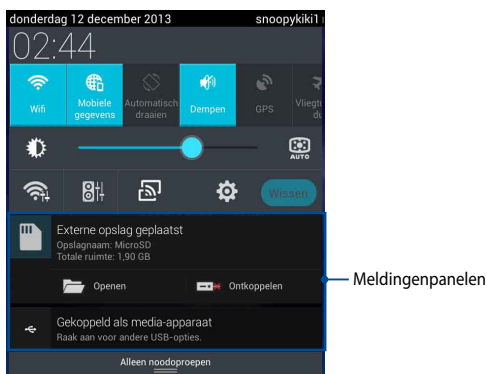 donderdag 12 december 2013 snoopykiki1
02:44
Wifi Mobiele gegevens Automatisch draaien Dempen GPS Vliegtu du
AUTO
Wissen
Externe opslag geplaatst
Opslagnaam: MicroSD
Totale ruimte: 1,90 GB
Openen Ontkoppelen
Meldingenpanelen
Gekoppeld als media-apparaat
Raak aan voor andere USB-opties.
Alleen noodoproepen